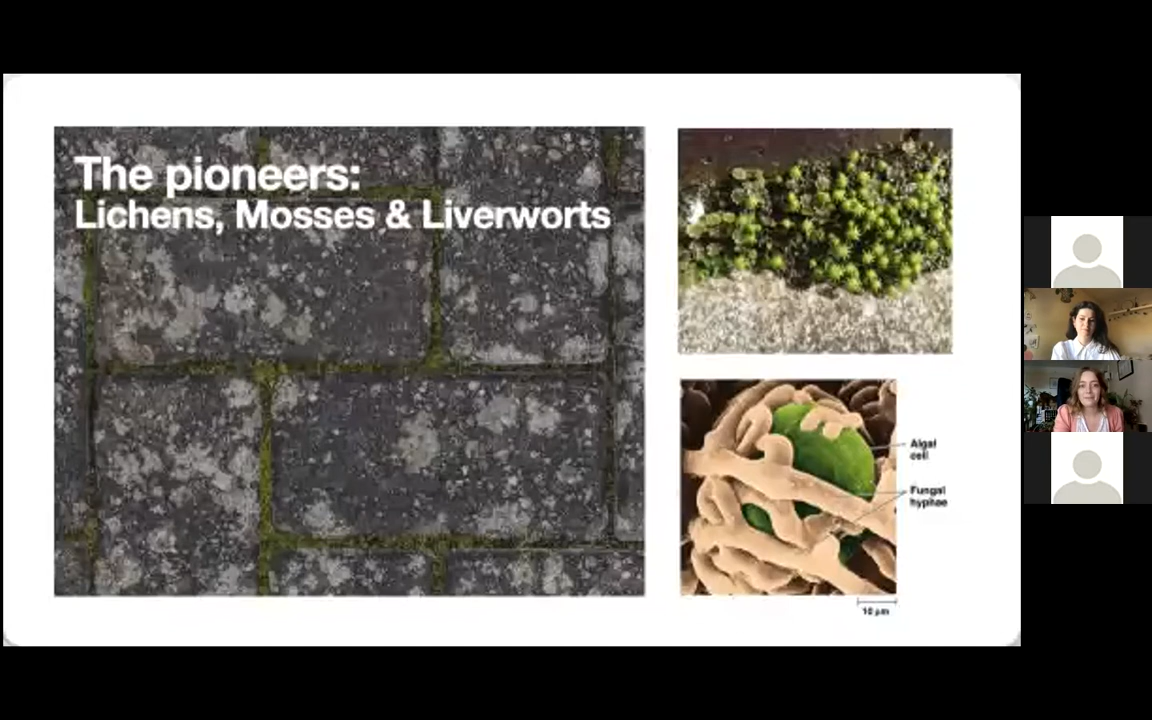 The pioneers:
Lichens, Mosses & Liverworts
Algal
cell
Fungal
hyphae
10 µm